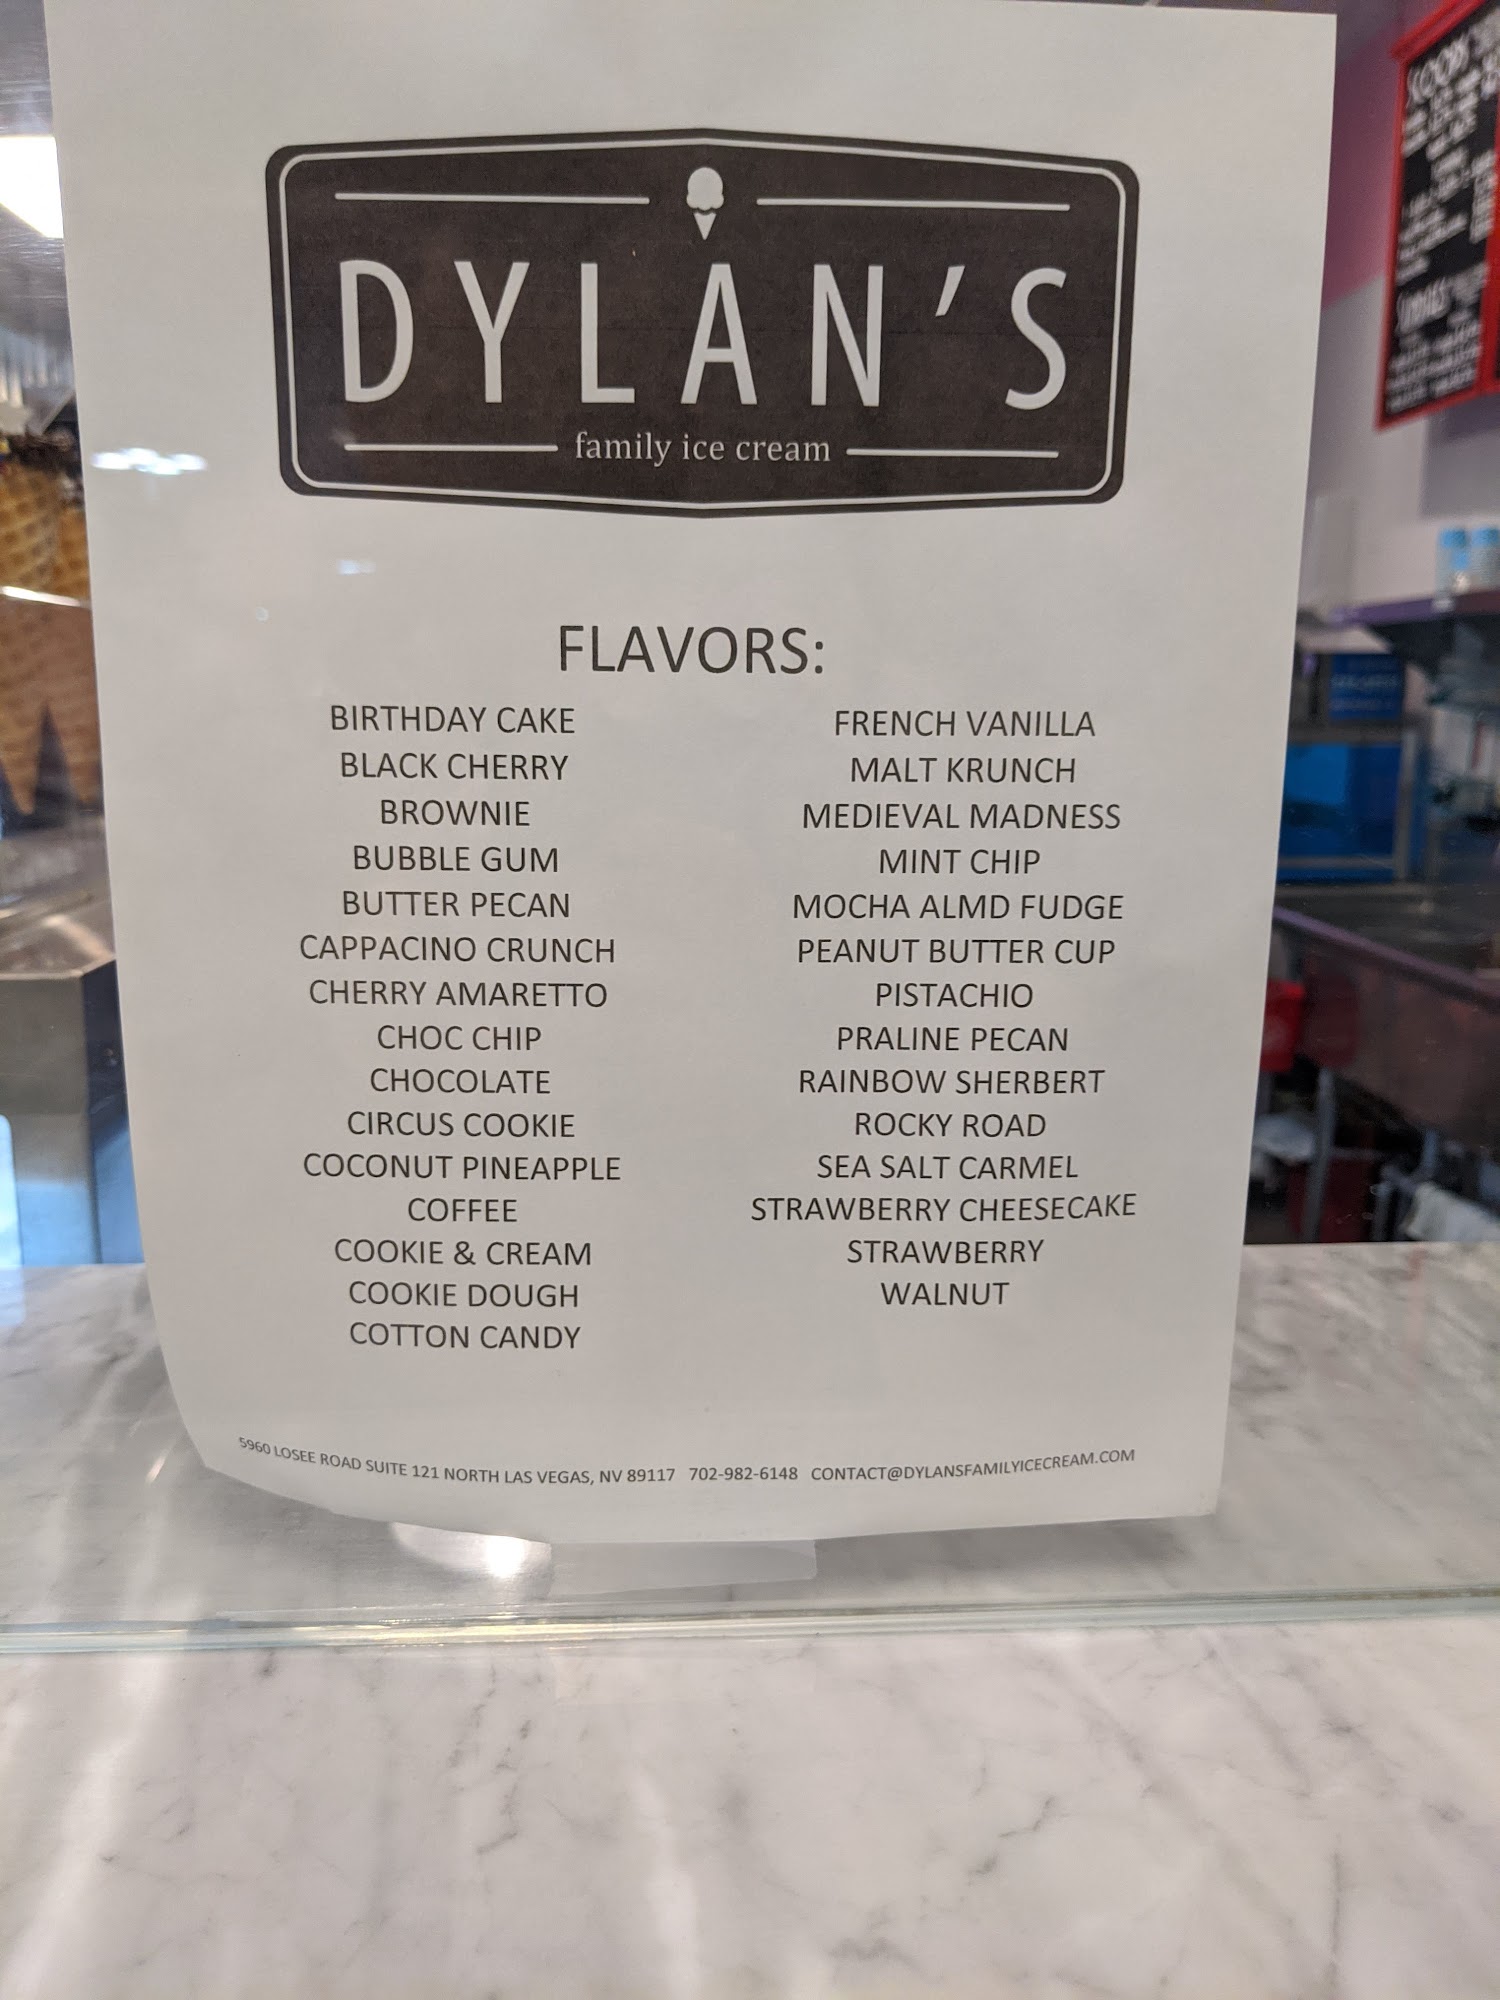 DYLAN'S
family ice cream
FLAVORS:
BIRTHDAY CAKE
BLACK CHERRY
BROWNIE
BUBBLE GUM
BUTTER PECAN
CAPPACINO CRUNCH
CHERRY AMARETTO
CHOC CHIP
CHOCOLATE
CIRCUS COOKIE
COCONUT PINEAPPLE
COFFEE
COOKIE & CREAM
COOKIE DOUGH
COTTON CANDY
FRENCH VANILLA
MALT KRUNCH
MEDIEVAL MADNESS
MINT CHIP
MOCHA ALMD FUDGE
PEANUT BUTTER CUP
PISTACHIO
PRALINE PECAN
RAINBOW SHERBERT
ROCKY ROAD
SEA SALT CARMEL
STRAWBERRY CHEESECAKE
STRAWBERRY
WALNUT
5960 LOSEE ROAD SUITE 121 NORTH LAS VEGAS, NV 89117 702-982-6148 CONTACT@DYLANSFAMILYICECREAM.COM
SUNDAES